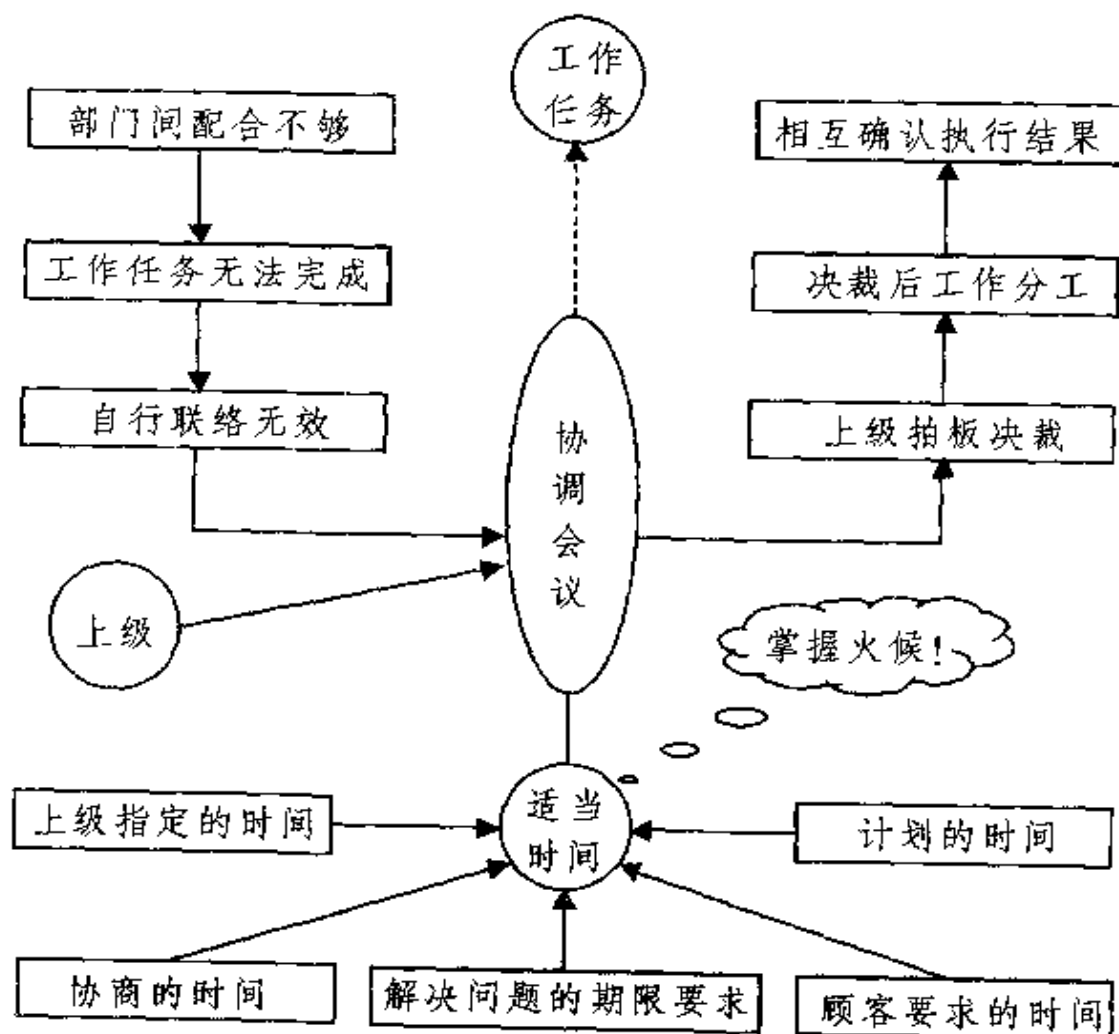 工作
任务
部门间配合不够
相互确认执行结果
工作任务无法完成
决裁后工作分工
自行联络无效
上级拍板决裁
协
调
会
议
上级
掌握火候!
适当
时间
上级指定的时间
计划的时间
协商的时间
解决问题的期限要求
顾客要求的时间